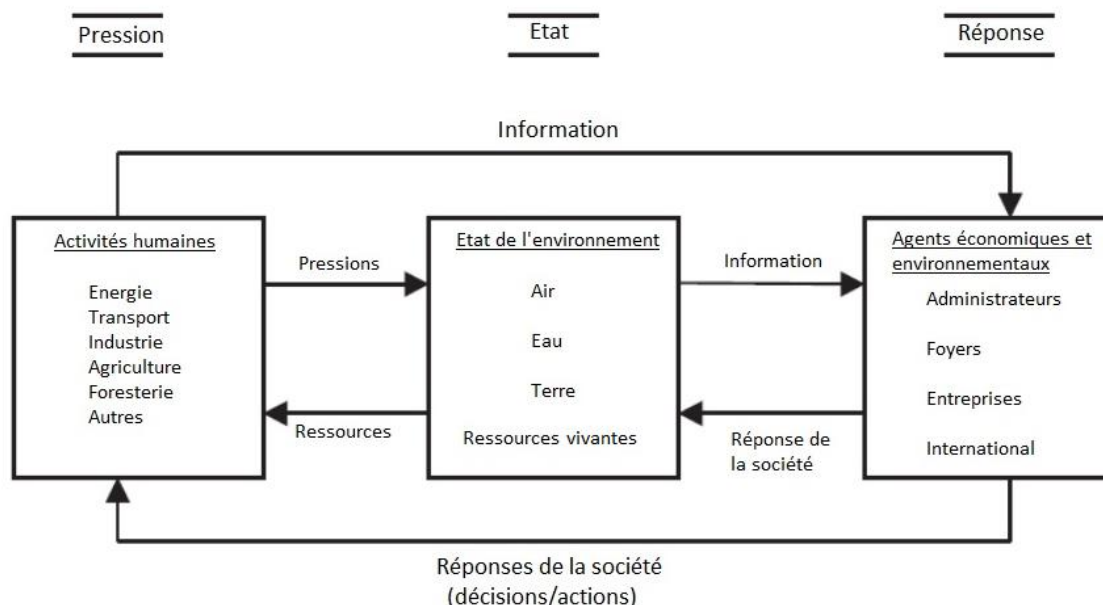 Pression
Etat
Réponse
Information
Activités humaines
Energie
Transport
Industrie
Agriculture
Foresterie
Autres
Pressions
Ressources
Etat de l'environnement
Air
Eau
Terre
Ressources vivantes
Information
Réponse de
la société
Agents économiques et
environnementaux
Administrateurs
Foyers
Entreprises
International
Réponses de la société
(décisions/actions)